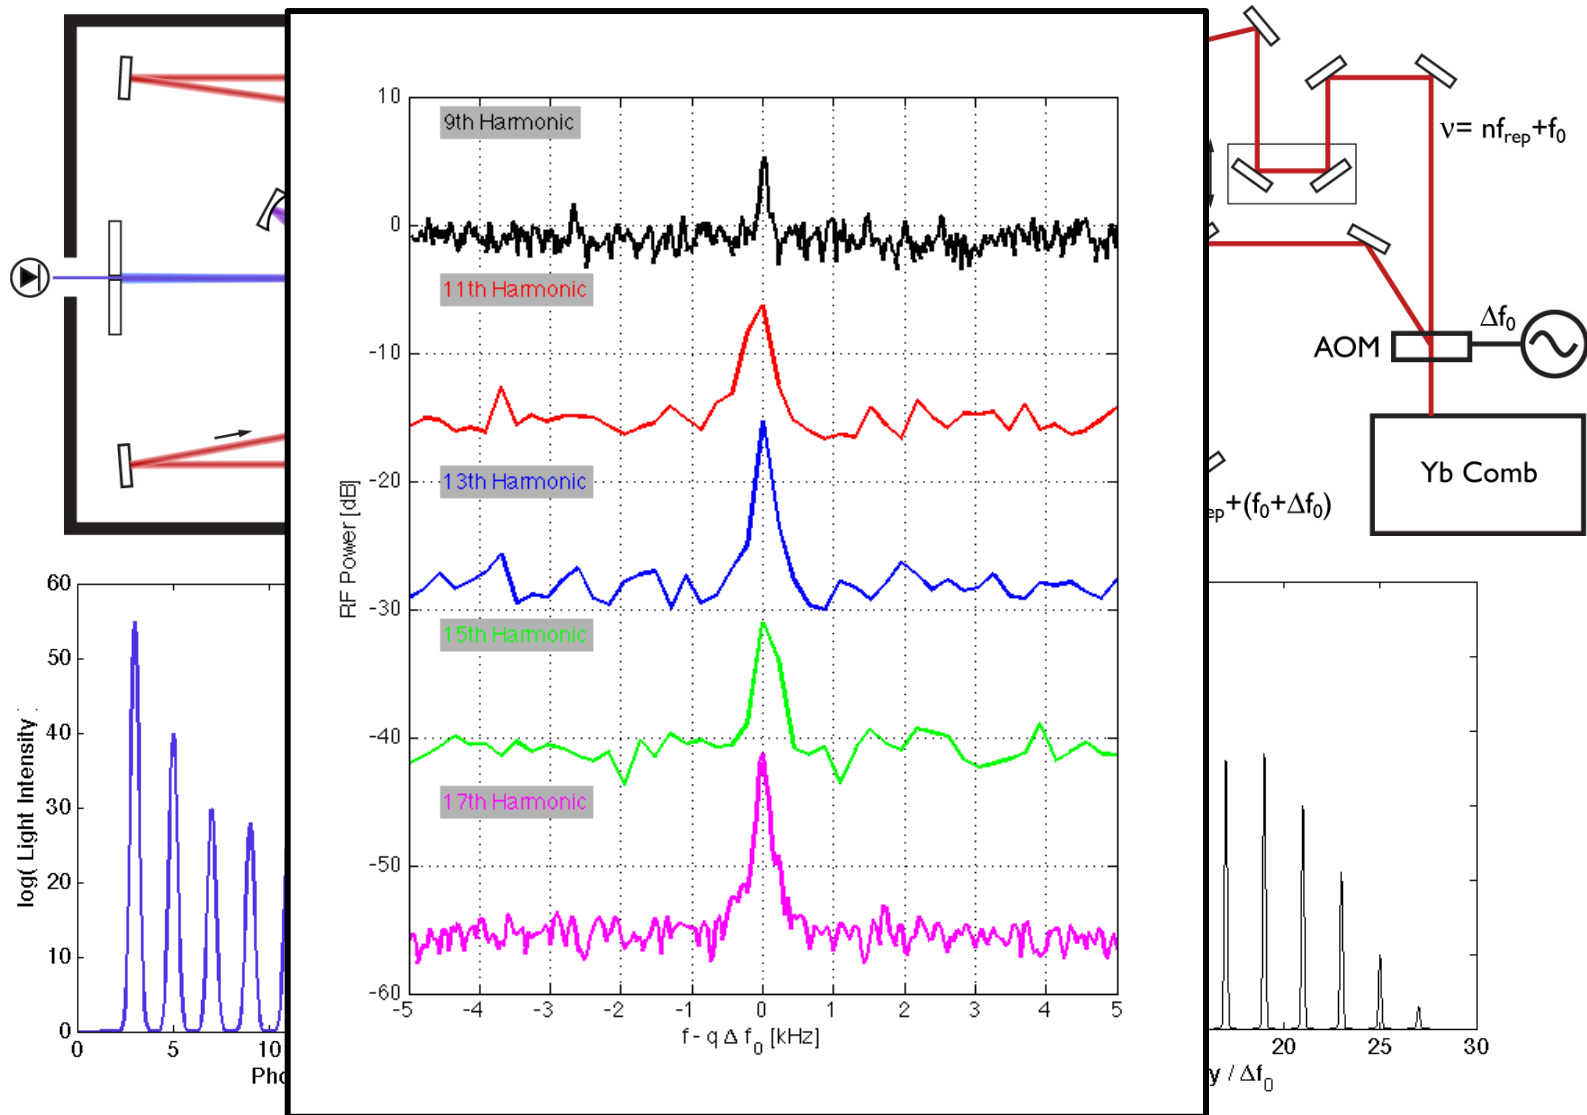 10
0
-10
-20
-30
-40
-50
-60
RF Power [dB]
9th Harmonic
11th Harmonic
13th Harmonic
15th Harmonic
17th Harmonic
-5 -4 -3 -2 -1 0 1 2 3 4 5
f - q Δ f₀ [kHz]
ν= nf_rep+f₀
Δf₀
AOM
Yb Comb
ep+(f₀+Δf₀)
60
50
40
30
20
10
0
log( Light Intensity
0 5 10
Pho
20 25 30
y / Δf₀